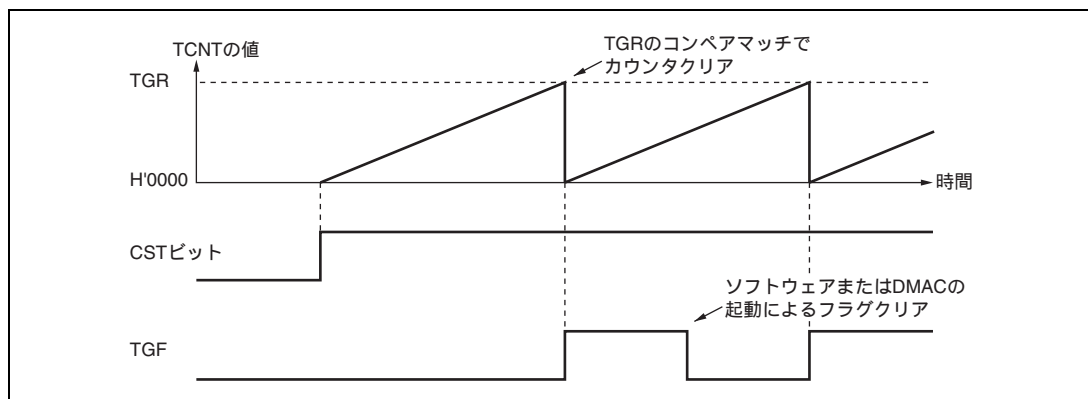 TCNTの値
TGRのコンペアマッチで
カウンタクリア
TGR
H'0000
時間
CSTビット
ソフトウェアまたはDMACの
起動によるフラグクリア
TGF